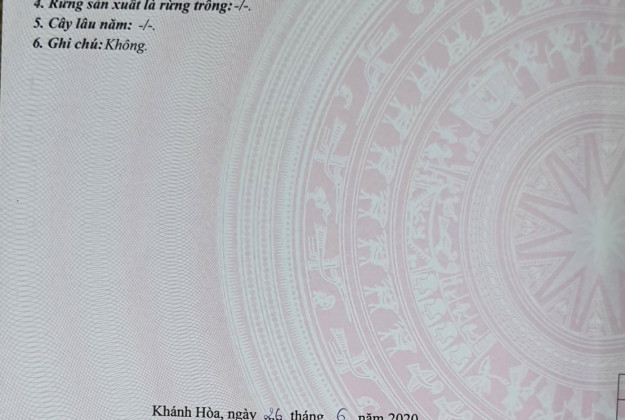 4. Rừng sản xuất là rừng trồng: -/-.
5. Cây lâu năm: -/-.
6. Ghi chú: Không.
Khánh Hòa, ngày 26 tháng 6 năm 2020